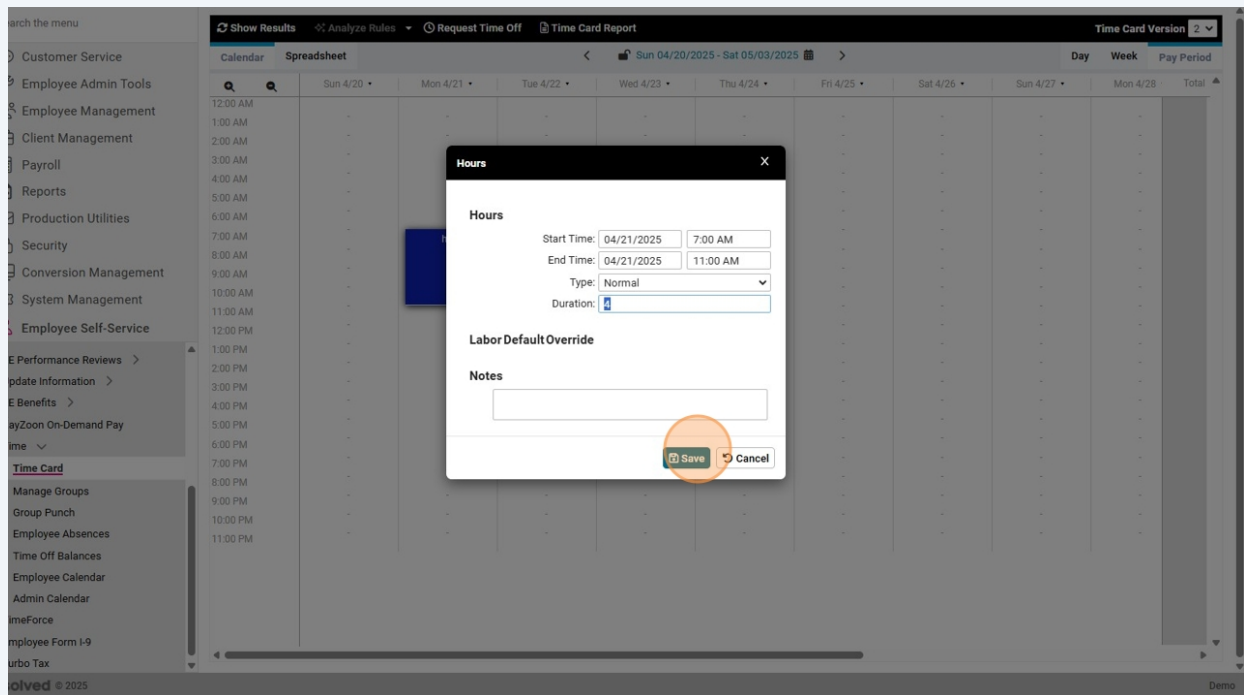 arch the menu
Show Results Analyze Rules Request Time Off Time Card Report Time Card Version 2
Calendar Spreadsheet Sun 04/20/2025 - Sat 05/03/2025 Day Week Pay Period
Customer Service
Employee Admin Tools
Employee Management
Client Management
Payroll
Reports
Production Utilities
Security
Conversion Management
System Management
Employee Self-Service
E Performance Reviews
pdate Information
E Benefits
ayZoon On-Demand Pay
ime
Time Card
Manage Groups
Group Punch
Employee Absences
Time Off Balances
Employee Calendar
Admin Calendar
imeForce
mployee Form I-9
urbo Tax
Sun 4/20 Mon 4/21 Tue 4/22 Wed 4/23 Thu 4/24 Fri 4/25 Sat 4/26 Sun 4/27 Mon 4/28 Total
12:00 AM
1:00 AM
2:00 AM
3:00 AM
4:00 AM
5:00 AM
6:00 AM
7:00 AM
8:00 AM
9:00 AM
10:00 AM
11:00 AM
12:00 PM
1:00 PM
2:00 PM
3:00 PM
4:00 PM
5:00 PM
6:00 PM
7:00 PM
8:00 PM
9:00 PM
10:00 PM
11:00 PM
h
Hours X
Hours
Start Time: 04/21/2025 7:00 AM
End Time: 04/21/2025 11:00 AM
Type: Normal
Duration: 4
Labor Default Override
Notes
Save Cancel
solved © 2025 Demo